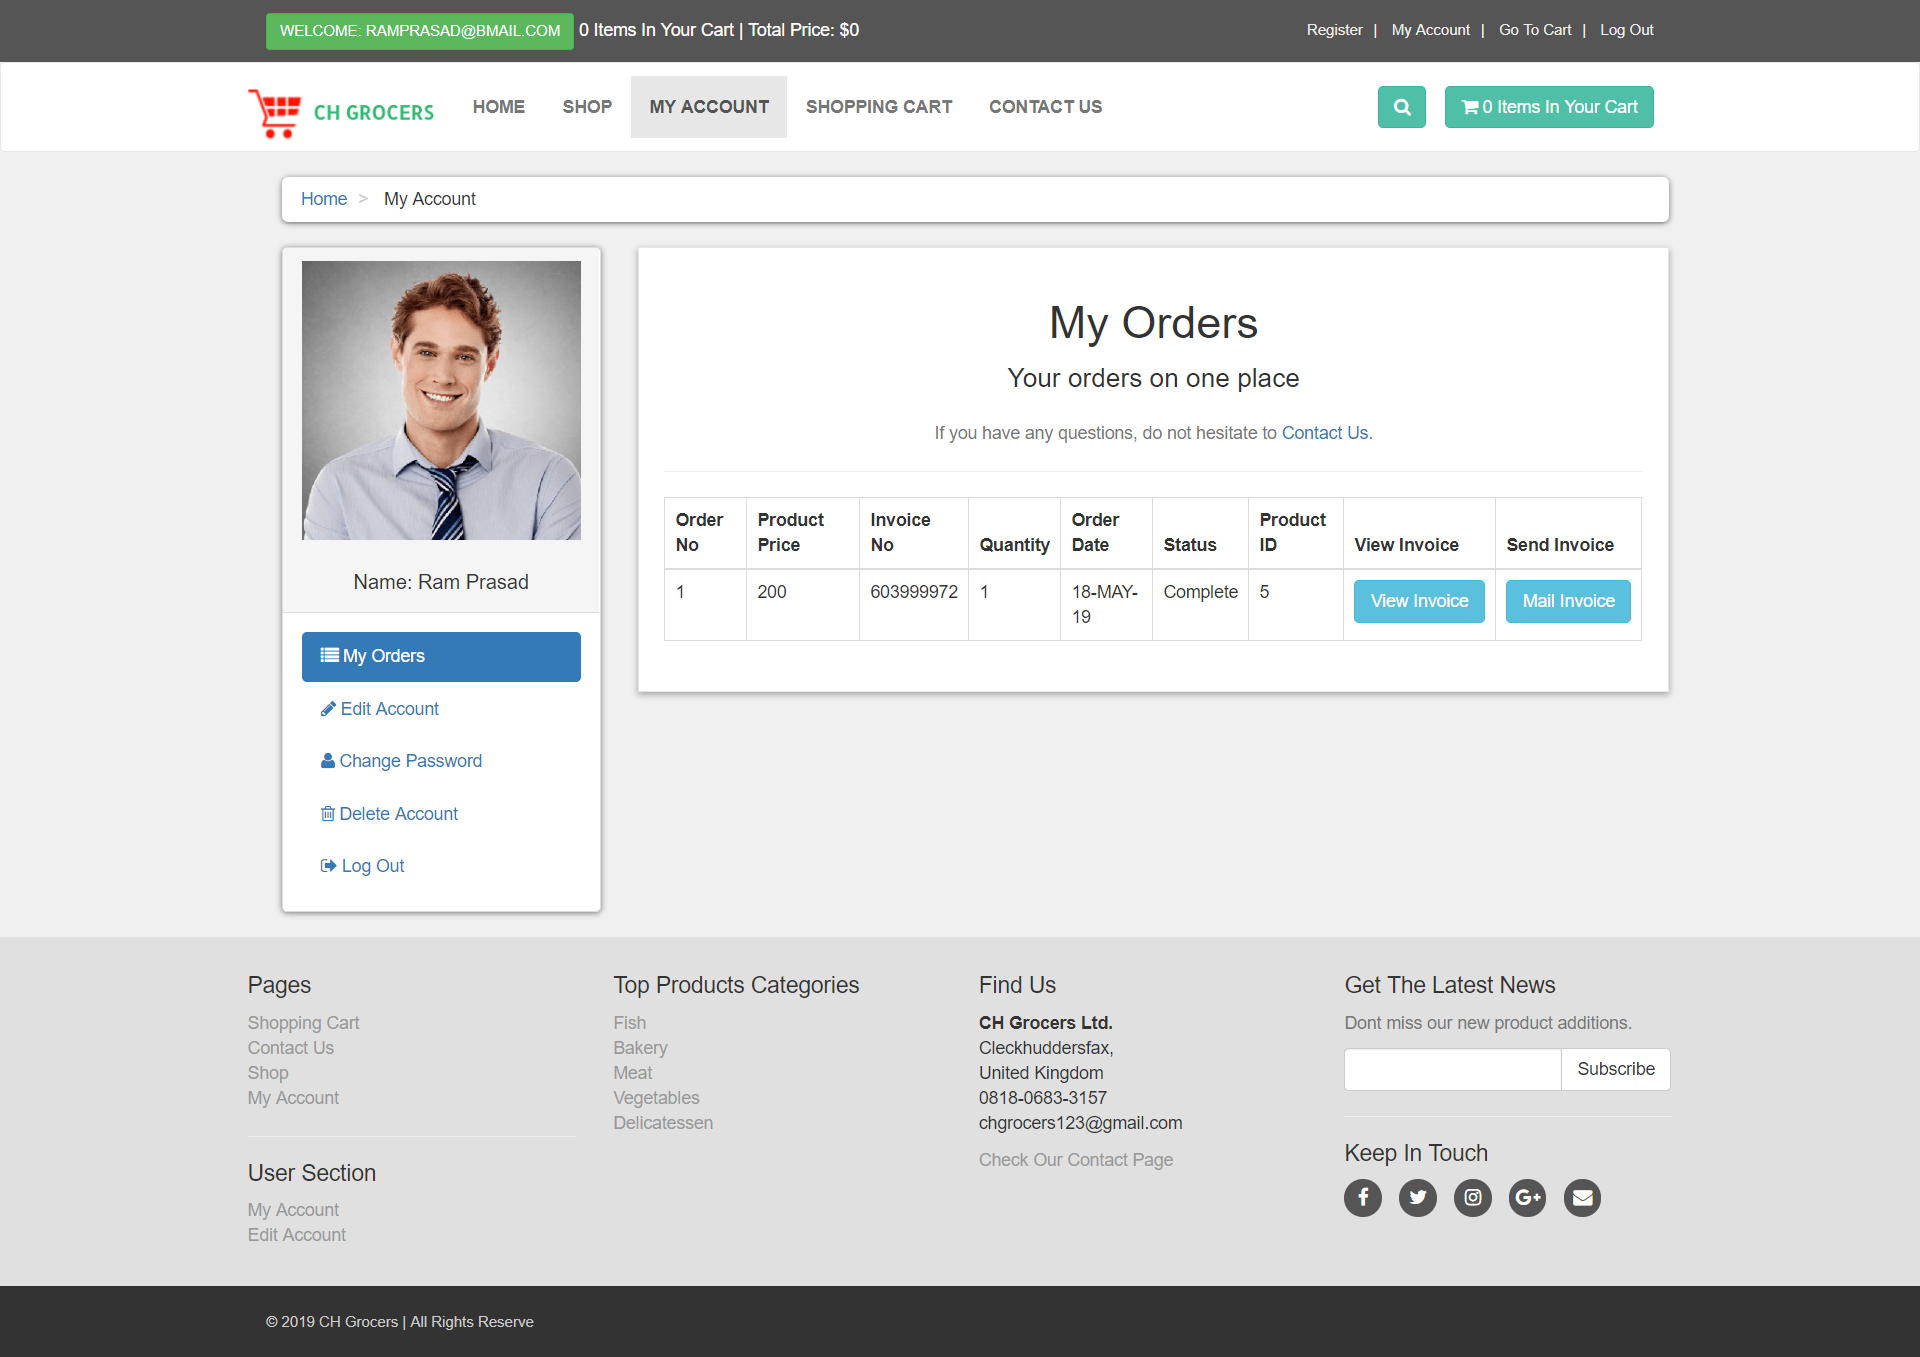 WELCOME: RAMPRASAD@BMAIL.COM 0 Items In Your Cart | Total Price: $0
Register | My Account | Go To Cart | Log Out
CH GROCERS
HOME SHOP MY ACCOUNT SHOPPING CART CONTACT US
0 Items In Your Cart
Home > My Account
Name: Ram Prasad
My Orders
Edit Account
Change Password
Delete Account
Log Out
My Orders
Your orders on one place
If you have any questions, do not hesitate to Contact Us.
Order No Product Price Invoice No Quantity Order Date Status Product ID View Invoice Send Invoice
1 200 603999972 1 18-MAY-19 Complete 5 View Invoice Mail Invoice
Pages
Shopping Cart
Contact Us
Shop
My Account
User Section
My Account
Edit Account
Top Products Categories
Fish
Bakery
Meat
Vegetables
Delicatessen
Find Us
CH Grocers Ltd.
Cleckhuddersfax,
United Kingdom
0818-0683-3157
chgrocers123@gmail.com
Check Our Contact Page
Get The Latest News
Dont miss our new product additions.
Subscribe
Keep In Touch
© 2019 CH Grocers | All Rights Reserve